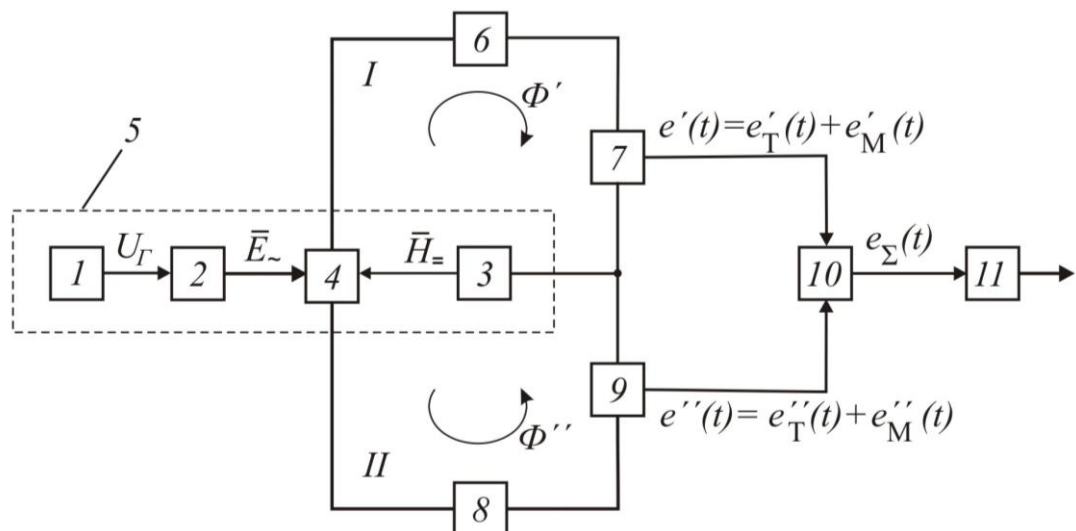 6
I
Φ′
5
e′(t)=e′_T(t)+e′_M(t)
7
1
U_Г
2
E̅~
4
H̅=
3
10
e_Σ(t)
11
9
e′′(t)= e′′_T(t)+e′′_M(t)
Φ′′
II
8